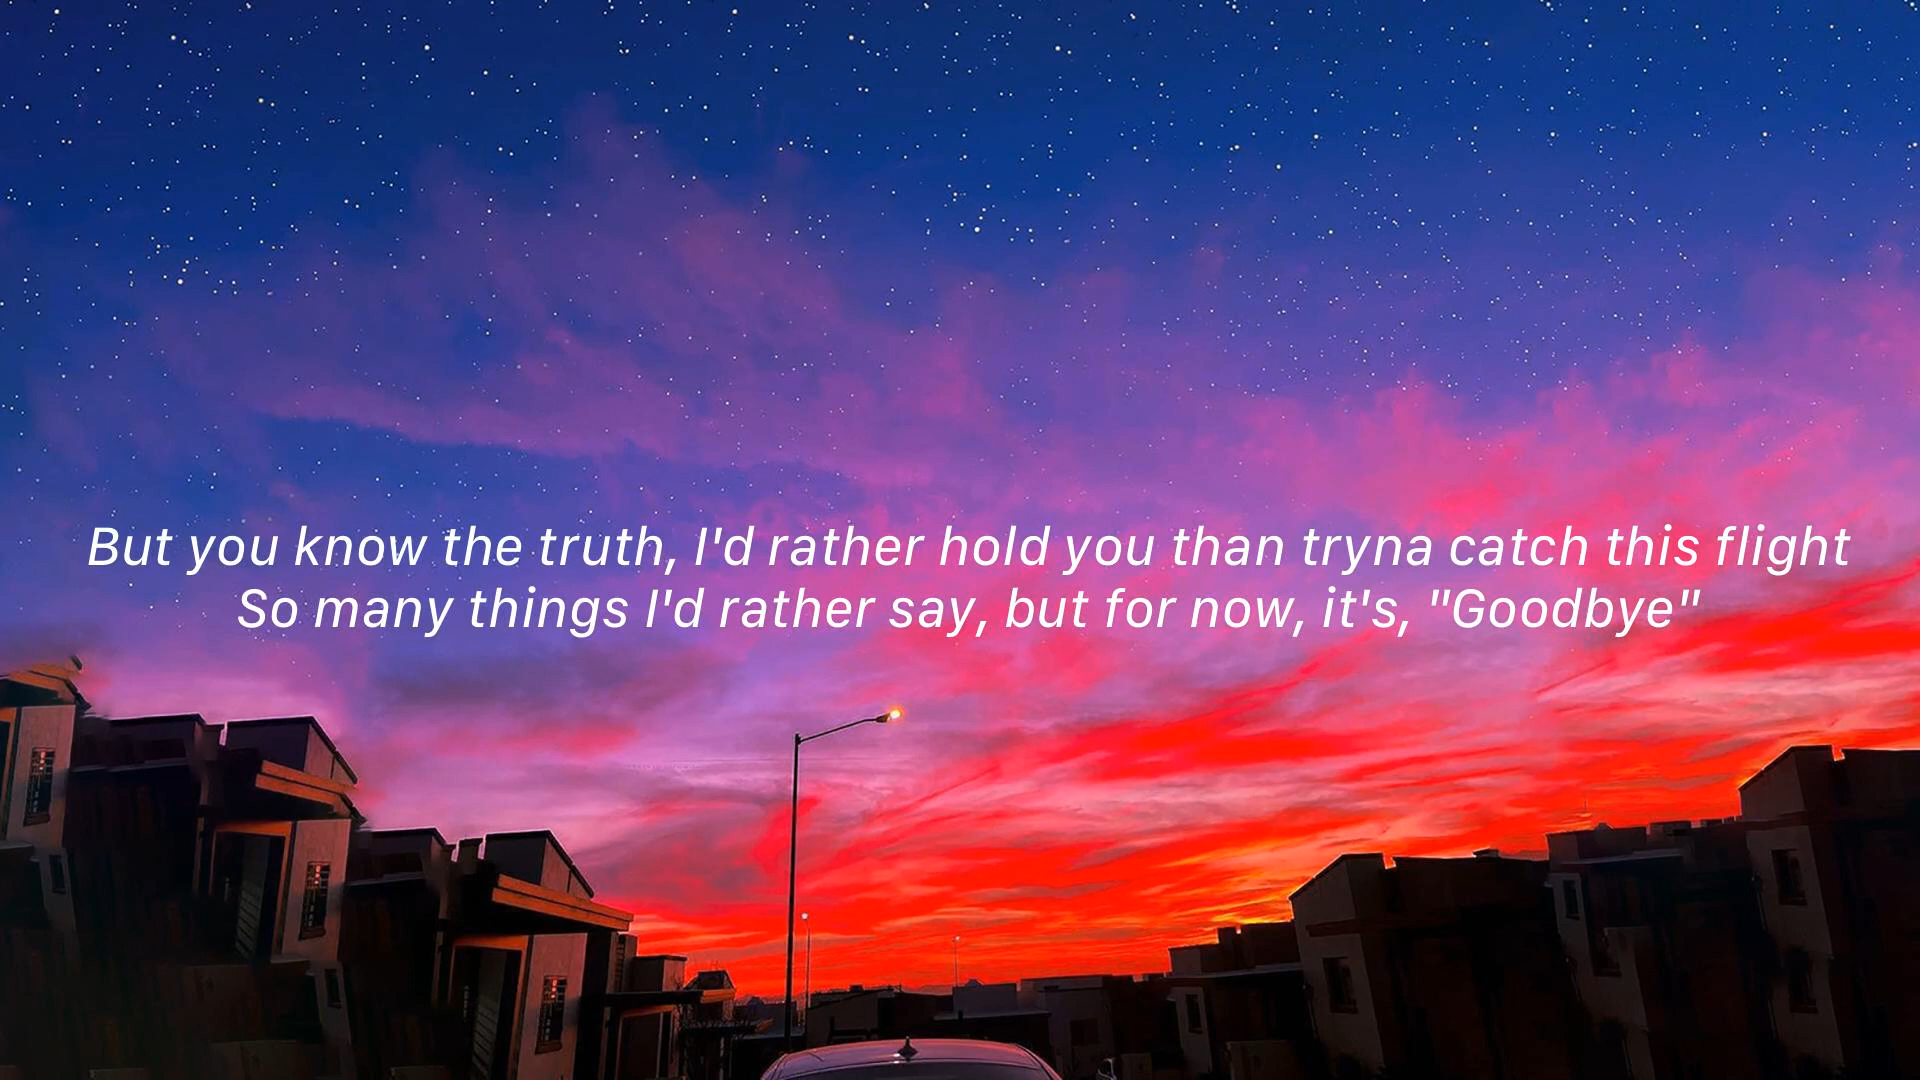 But you know the truth, I'd rather hold you than tryna catch this flight
So many things I'd rather say, but for now, it's, "Goodbye"